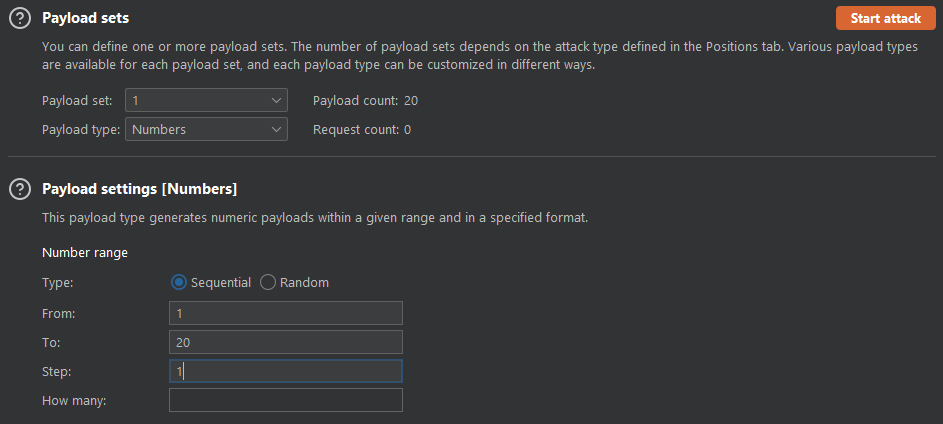 Payload sets
Start attack
You can define one or more payload sets. The number of payload sets depends on the attack type defined in the Positions tab. Various payload types
are available for each payload set, and each payload type can be customized in different ways.
Payload set: 1 Payload count: 20
Payload type: Numbers Request count: 0
Payload settings [Numbers]
This payload type generates numeric payloads within a given range and in a specified format.
Number range
Type: Sequential Random
From: 1
To: 20
Step: 1
How many: